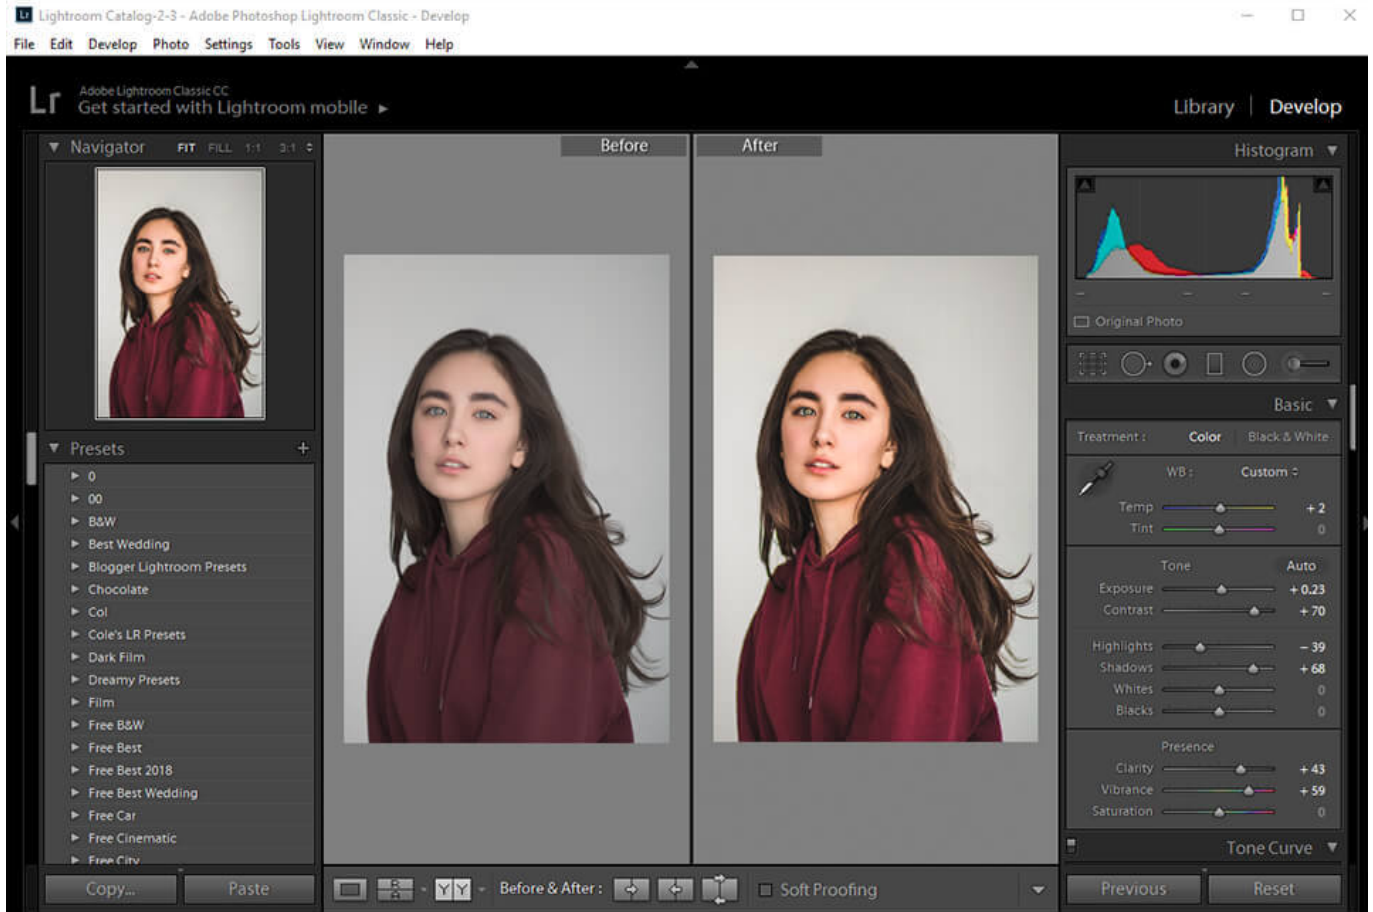 Lightroom Catalog-2-3 - Adobe Photoshop Lightroom Classic - Develop
File Edit Develop Photo Settings Tools View Window Help
Lr
Adobe Lightroom Classic CC
Get started with Lightroom mobile
Library | Develop
Navigator FIT FILL 1:1 3:1
Before
After
Histogram
Original Photo
Presets +
0
00
B&W
Best Wedding
Blogger Lightroom Presets
Chocolate
Col
Cole's LR Presets
Dark Film
Dreamy Presets
Film
Free B&W
Free Best
Free Best 2018
Free Best Wedding
Free Car
Free Cinematic
Free City
Copy... Paste
Basic
Treatment : Color Black & White
WB : Custom
Temp + 2
Tint 0
Tone Auto
Exposure + 0.23
Contrast + 70
Highlights - 39
Shadows + 68
Whites 0
Blacks 0
Presence
Clarity + 43
Vibrance + 59
Saturation 0
Tone Curve
Y Y Before & After : Soft Proofing
Previous Reset